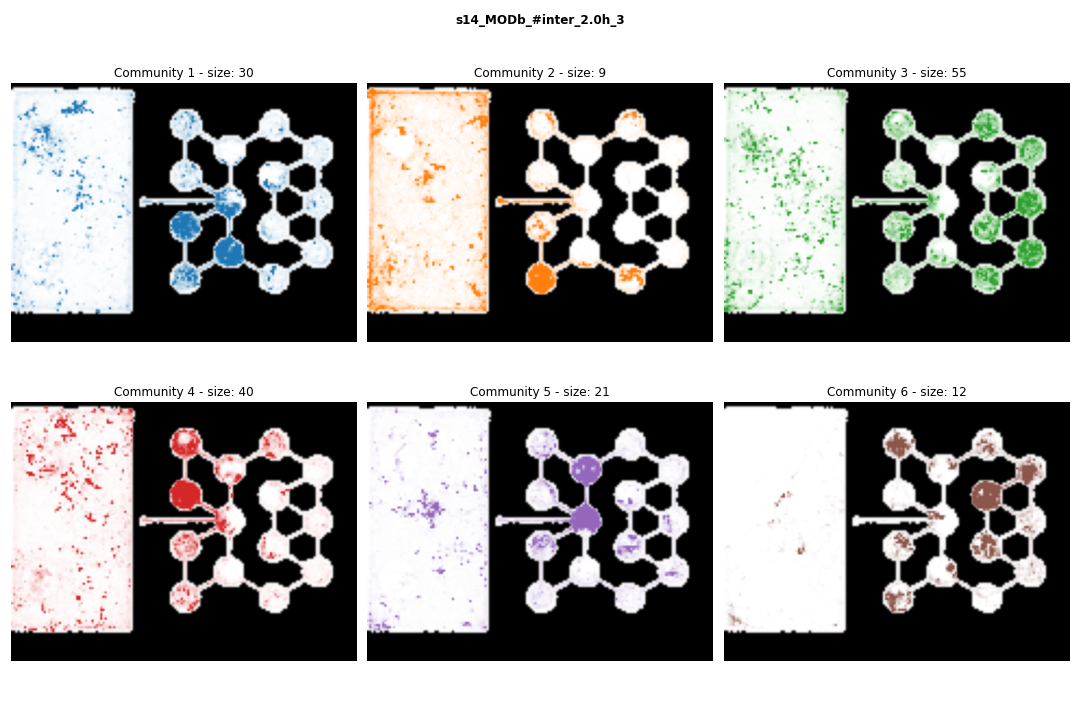 s14_MODb_#inter_2.0h_3
Community 1 - size: 30
Community 2 - size: 9
Community 3 - size: 55
Community 4 - size: 40
Community 5 - size: 21
Community 6 - size: 12